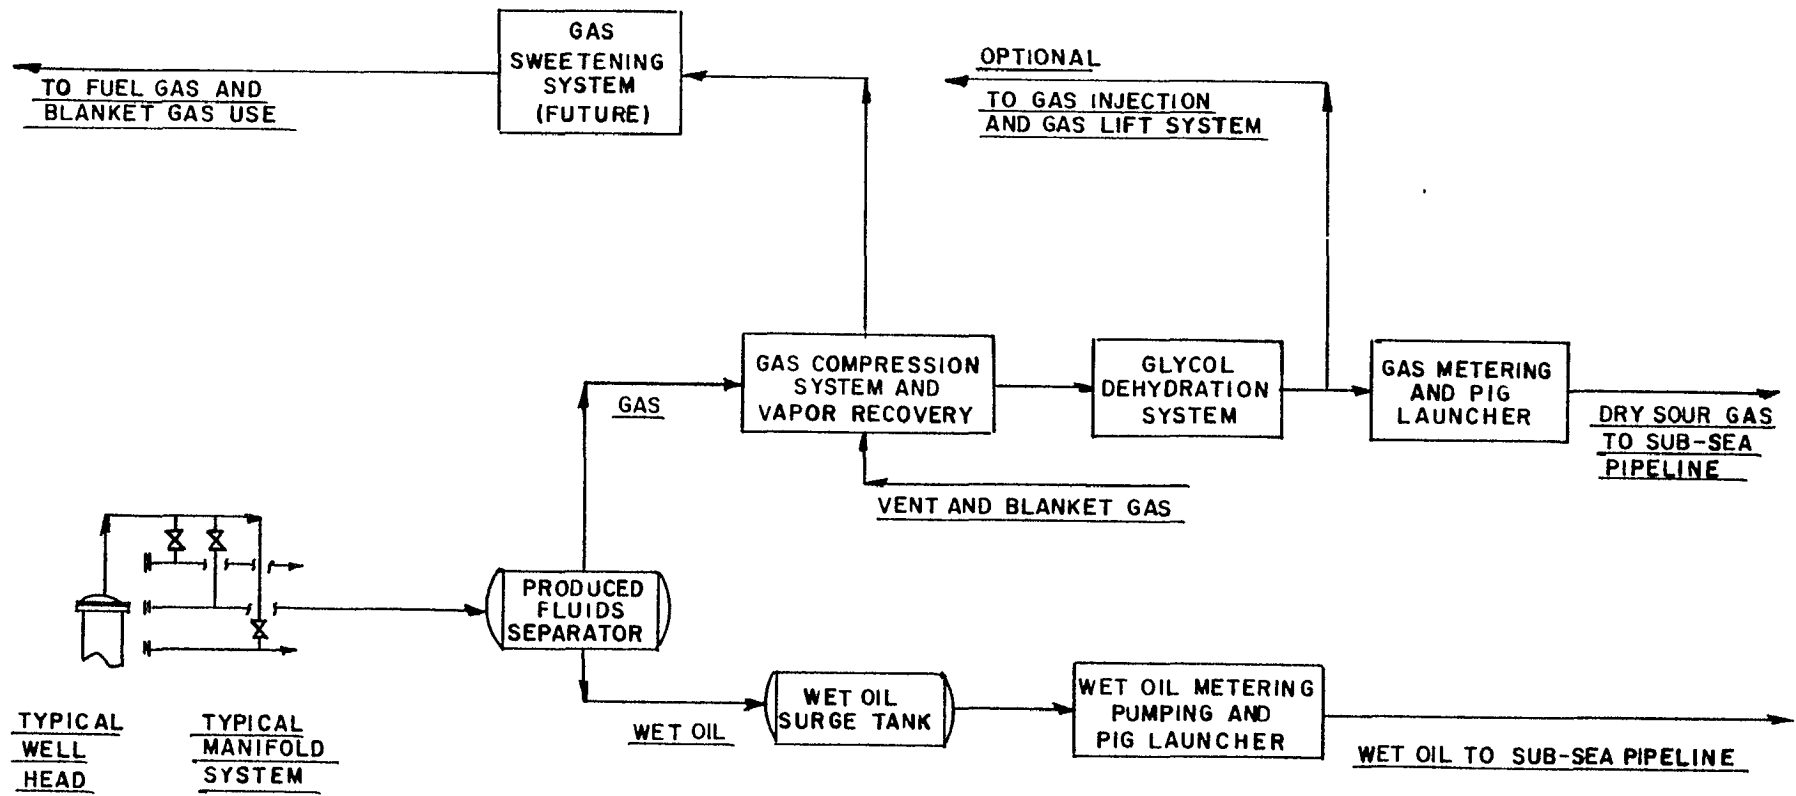 GAS
SWEETENING
SYSTEM
(FUTURE)
TO FUEL GAS AND
BLANKET GAS USE
OPTIONAL
TO GAS INJECTION
AND GAS LIFT SYSTEM
GAS COMPRESSION
SYSTEM AND
VAPOR RECOVERY
GLYCOL
DEHYDRATION
SYSTEM
GAS METERING
AND PIG
LAUNCHER
GAS
DRY SOUR GAS
TO SUB-SEA
PIPELINE
VENT AND BLANKET GAS
PRODUCED
FLUIDS
SEPARATOR
WET OIL
SURGE TANK
WET OIL METERING
PUMPING AND
PIG LAUNCHER
WET OIL
WET OIL TO SUB-SEA PIPELINE
TYPICAL
WELL
HEAD
TYPICAL
MANIFOLD
SYSTEM